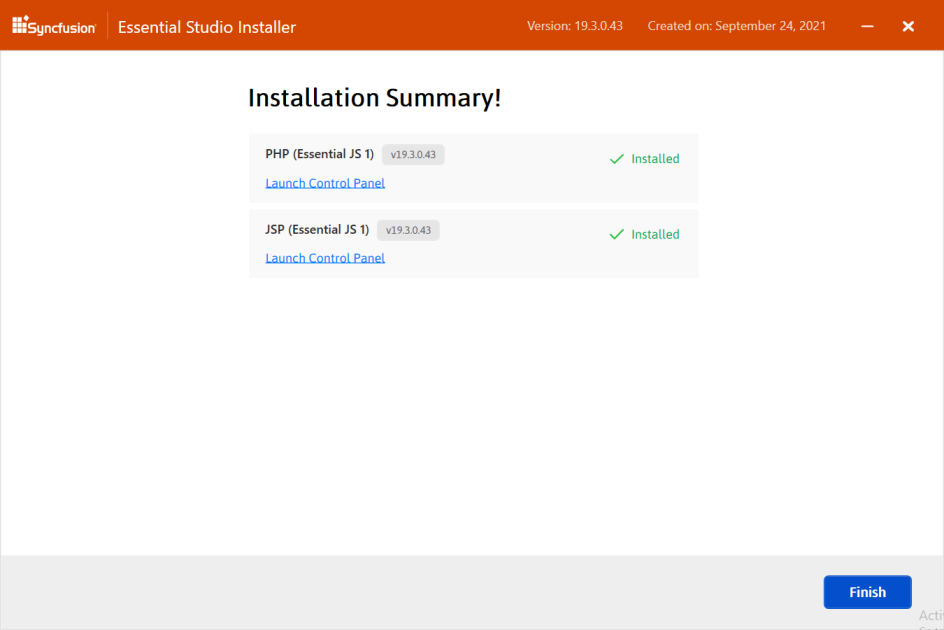 Syncfusion Essential Studio Installer Version: 19.3.0.43 Created on: September 24, 2021
Installation Summary!
PHP (Essential JS 1) v19.3.0.43 Installed
Launch Control Panel
JSP (Essential JS 1) v19.3.0.43 Installed
Launch Control Panel
Finish
Acti